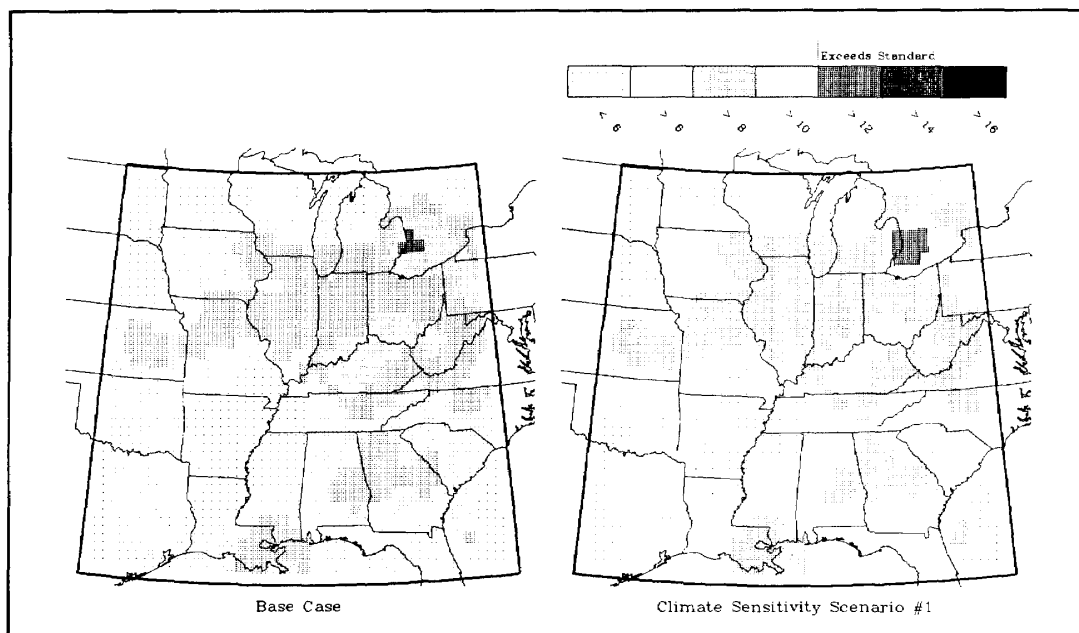 Exceeds Standard
< 6
> 6
> 8
> 10
> 12
> 14
> 16
Base Case
Climate Sensitivity Scenario #1